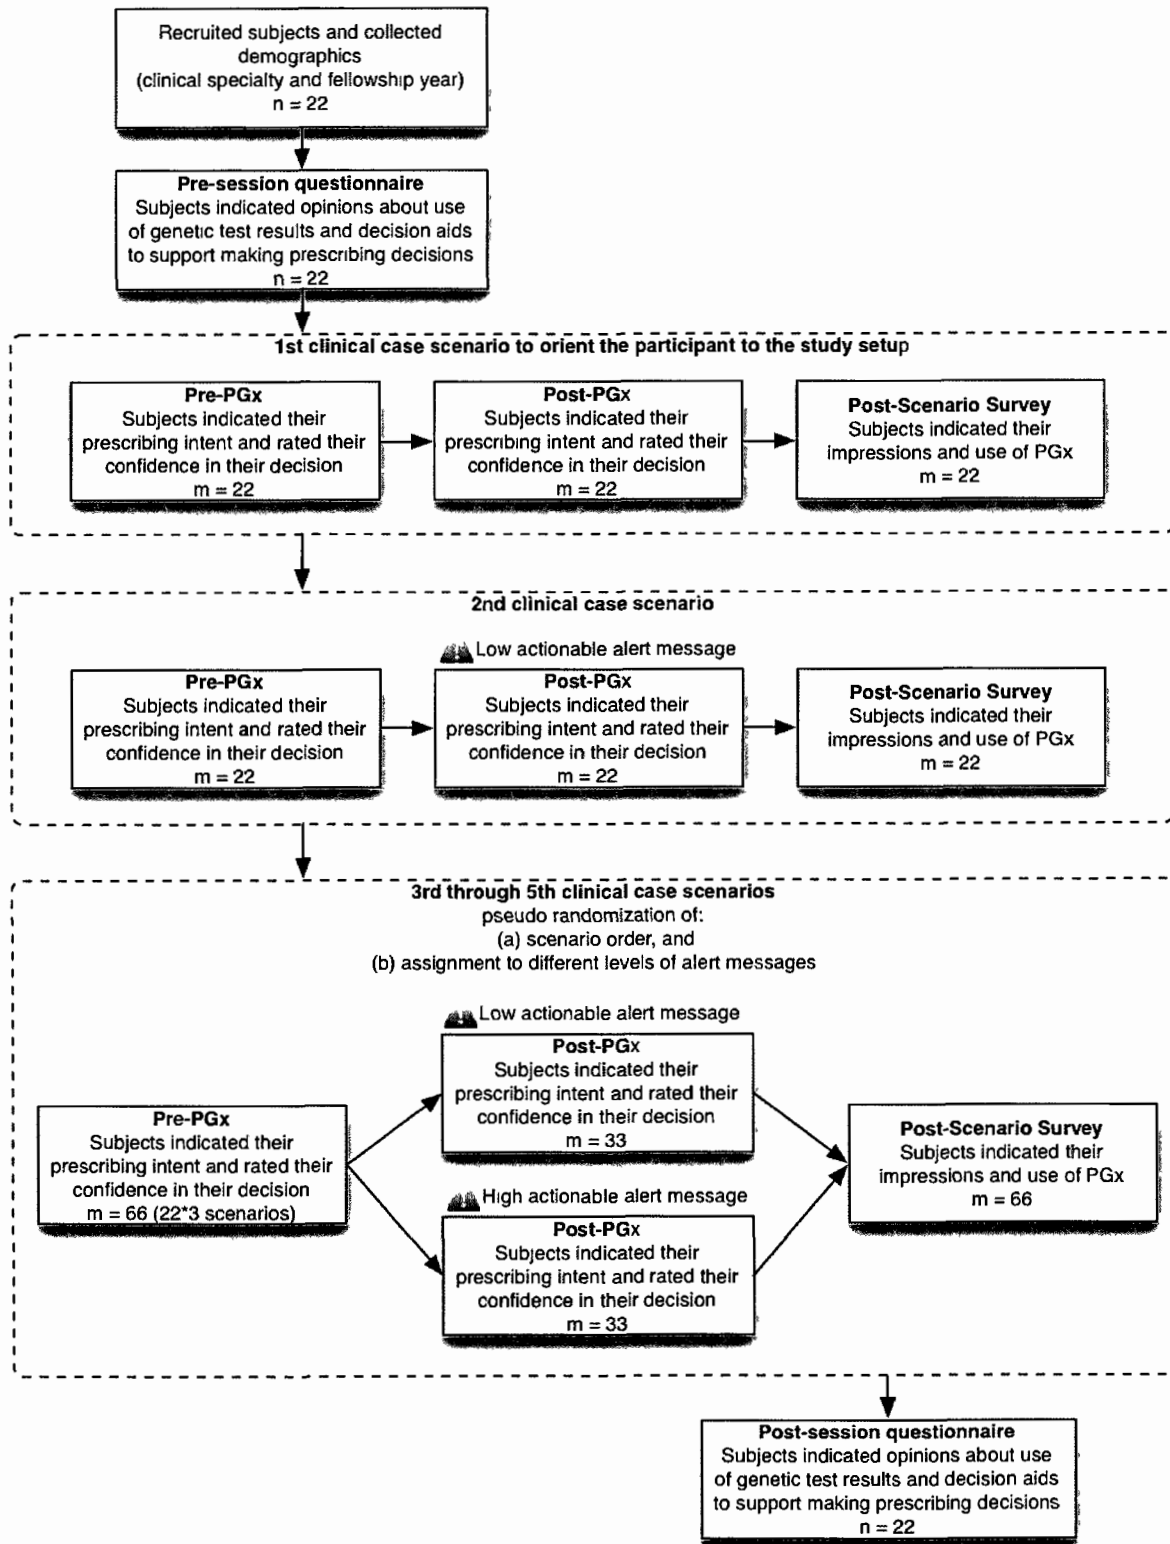 Recruited subjects and collected
demographics
(clinical specialty and fellowship year)
n = 22
Pre-session questionnaire
Subjects indicated opinions about use
of genetic test results and decision aids
to support making prescribing decisions
n = 22
1st clinical case scenario to orient the participant to the study setup
Pre-PGx
Subjects indicated their
prescribing intent and rated their
confidence in their decision
m = 22
Post-PGx
Subjects indicated their
prescribing intent and rated their
confidence in their decision
m = 22
Post-Scenario Survey
Subjects indicated their
impressions and use of PGx
m = 22
2nd clinical case scenario
Pre-PGx
Subjects indicated their
prescribing intent and rated their
confidence in their decision
m = 22
Low actionable alert message
Post-PGx
Subjects indicated their
prescribing intent and rated their
confidence in their decision
m = 22
Post-Scenario Survey
Subjects indicated their
impressions and use of PGx
m = 22
3rd through 5th clinical case scenarios
pseudo randomization of:
(a) scenario order, and
(b) assignment to different levels of alert messages
Pre-PGx
Subjects indicated their
prescribing intent and rated their
confidence in their decision
m = 66 (22*3 scenarios)
Low actionable alert message
Post-PGx
Subjects indicated their
prescribing intent and rated their
confidence in their decision
m = 33
High actionable alert message
Post-PGx
Subjects indicated their
prescribing intent and rated their
confidence in their decision
m = 33
Post-Scenario Survey
Subjects indicated their
impressions and use of PGx
m = 66
Post-session questionnaire
Subjects indicated opinions about use
of genetic test results and decision aids
to support making prescribing decisions
n = 22